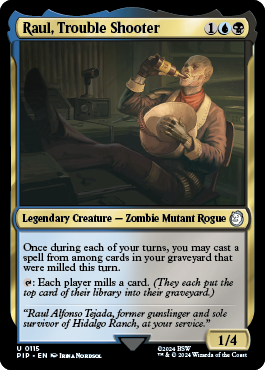 Raul, Trouble Shooter 1
Legendary Creature — Zombie Mutant Rogue
Once during each of your turns, you may cast a
spell from among cards in your graveyard that
were milled this turn.
: Each player mills a card. (They each put the
top card of their library into their graveyard.)
“Raul Alfonso Tejada, former gunslinger and sole
survivor of Hidalgo Ranch, at your service.”
1/4
U 0115
PIP • EN Irina Nordsol
™ & © 2024 Wizards of the Coast
©2024 BSW